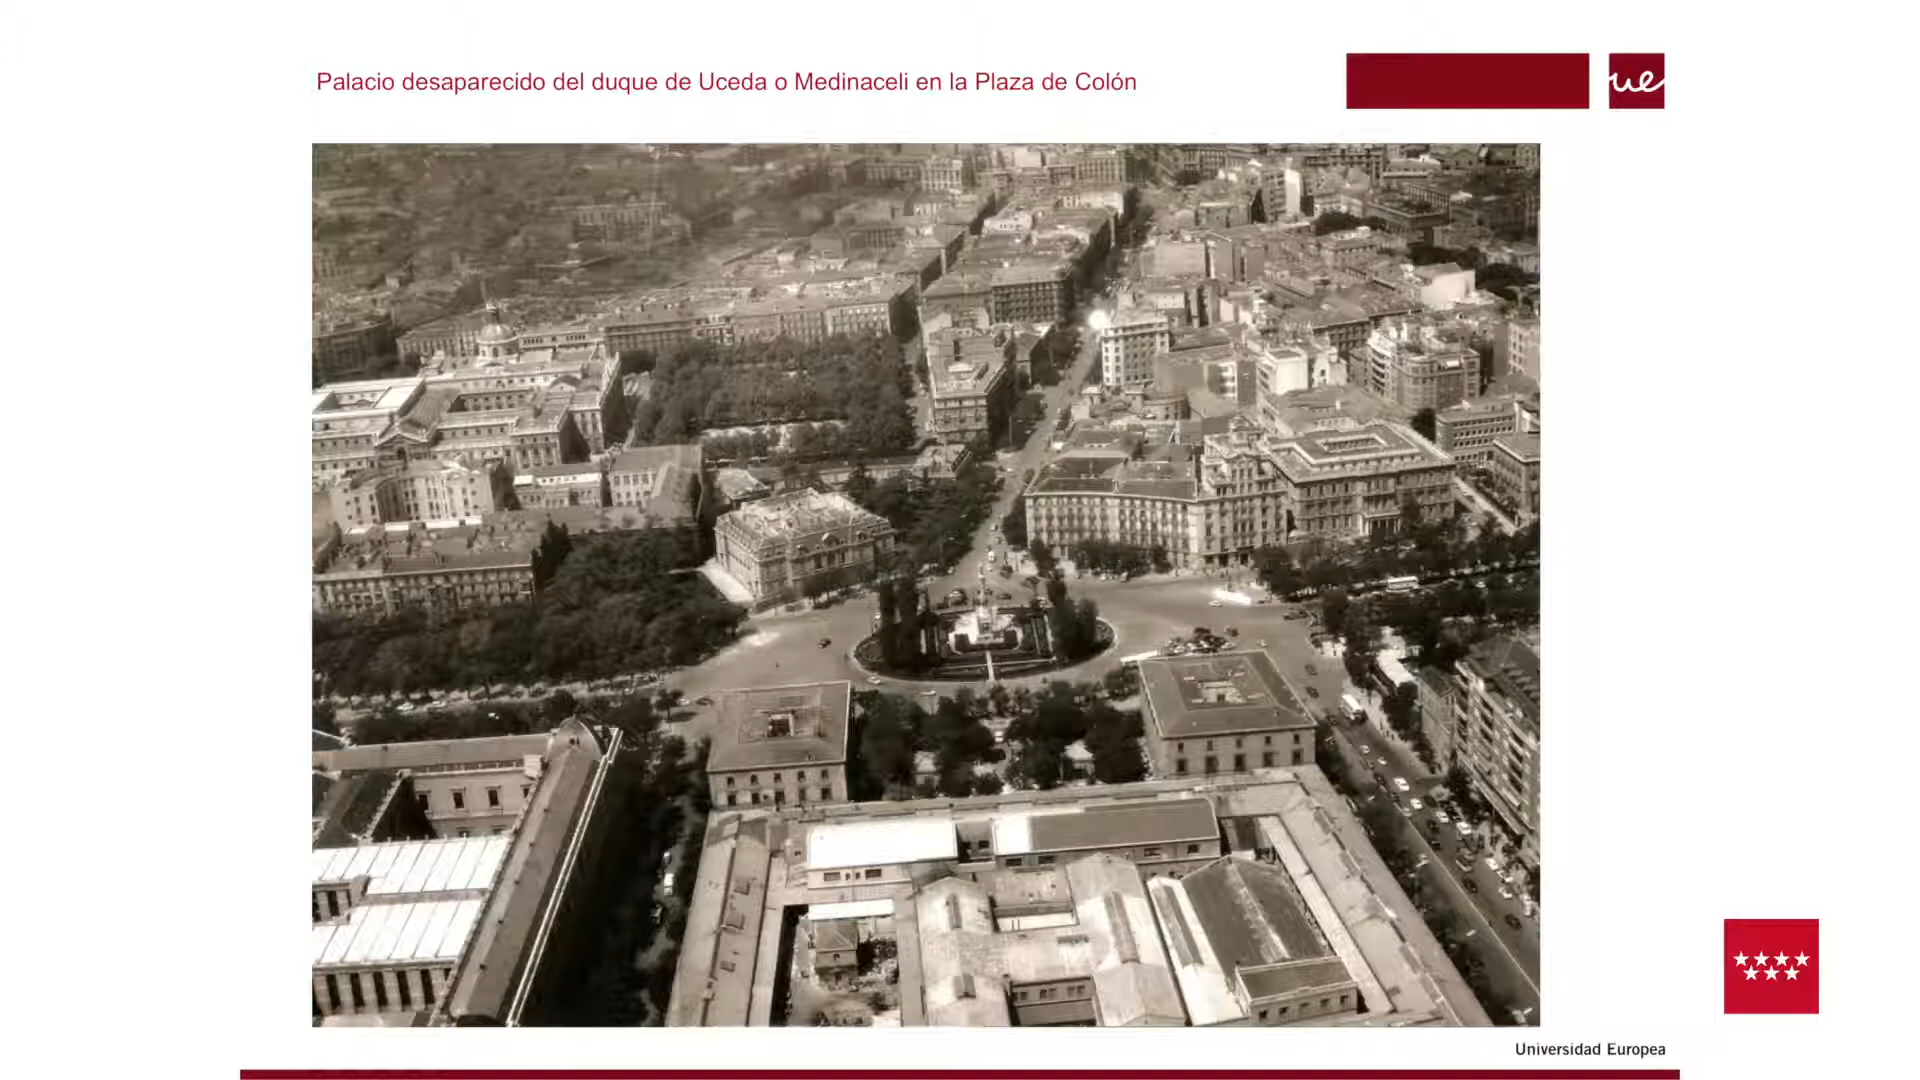 Palacio desaparecido del duque de Uceda o Medinaceli en la Plaza de Colón
ue
Universidad Europea